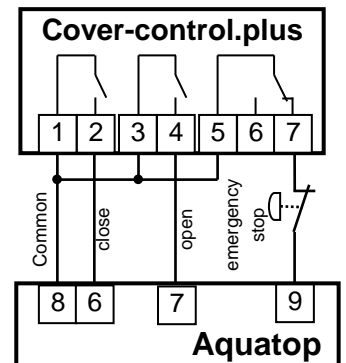 Cover-control.plus
1 2 3 4 5 6 7
Common
close
open
emergency
stop
8 6 7 9
Aquatop